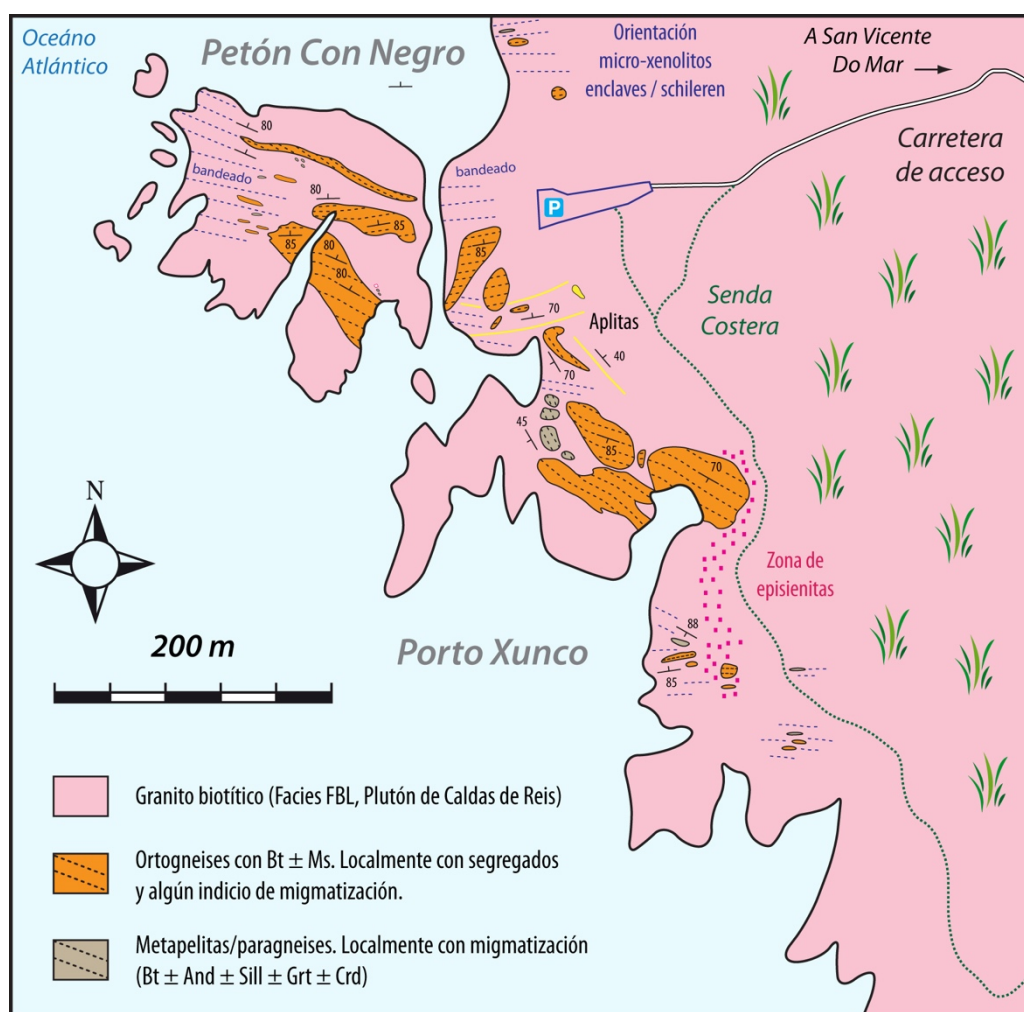 Oceáno
Atlántico
Petón Con Negro
Orientación
micro-xenolitos
enclaves / schileren
A San Vicente
Do Mar
Carretera
de acceso
80
bandeado
bandeado
80
P
85
85
80
80
85
Senda
Costera
70
Aplitas
40
70
45
85
70
N
Zona de
episienitas
200 m
Porto Xunco
88
85
Granito biotítico (Facies FBL, Plutón de Caldas de Reis)
Ortogneises con Bt ± Ms. Localmente con segregados
y algún indicio de migmatización.
Metapelitas/paragneises. Localmente con migmatización
(Bt ± And ± Sill ± Grt ± Crd)